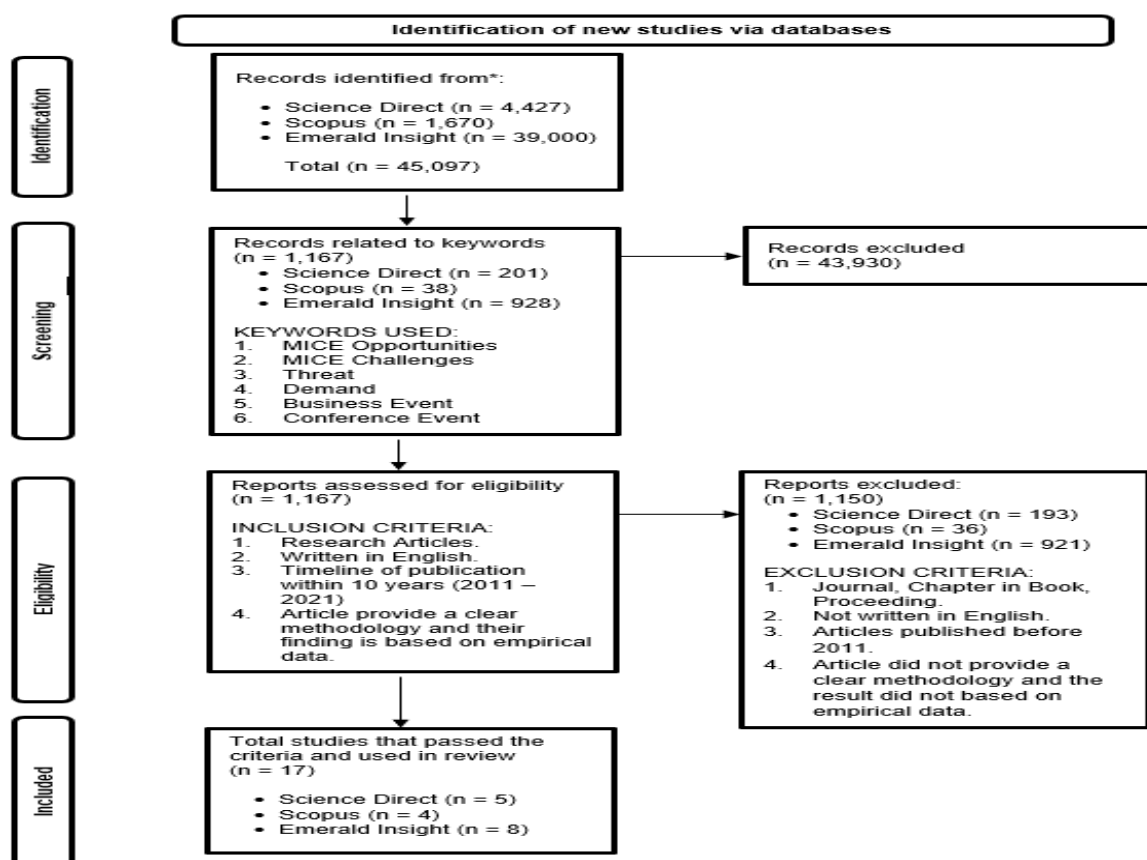 Identification of new studies via databases
Identification
Records identified from*:
• Science Direct (n = 4,427)
• Scopus (n = 1,670)
• Emerald Insight (n = 39,000)
Total (n = 45,097)
Screening
Records related to keywords
(n = 1,167)
• Science Direct (n = 201)
• Scopus (n = 38)
• Emerald Insight (n = 928)
KEYWORDS USED:
1. MICE Opportunities
2. MICE Challenges
3. Threat
4. Demand
5. Business Event
6. Conference Event
Records excluded
(n = 43,930)
Eligibility
Reports assessed for eligibility
(n = 1,167)
INCLUSION CRITERIA:
1. Research Articles.
2. Written in English.
3. Timeline of publication
within 10 years (2011 –
2021)
4. Article provide a clear
methodology and their
finding is based on empirical
data.
Reports excluded:
(n = 1,150)
• Science Direct (n = 193)
• Scopus (n = 36)
• Emerald Insight (n = 921)
EXCLUSION CRITERIA:
1. Journal, Chapter in Book,
Proceeding.
2. Not written in English.
3. Articles published before
2011.
4. Article did not provide a
clear methodology and the
result did not based on
empirical data.
Included
Total studies that passed the
criteria and used in review
(n = 17)
• Science Direct (n = 5)
• Scopus (n = 4)
• Emerald Insight (n = 8)